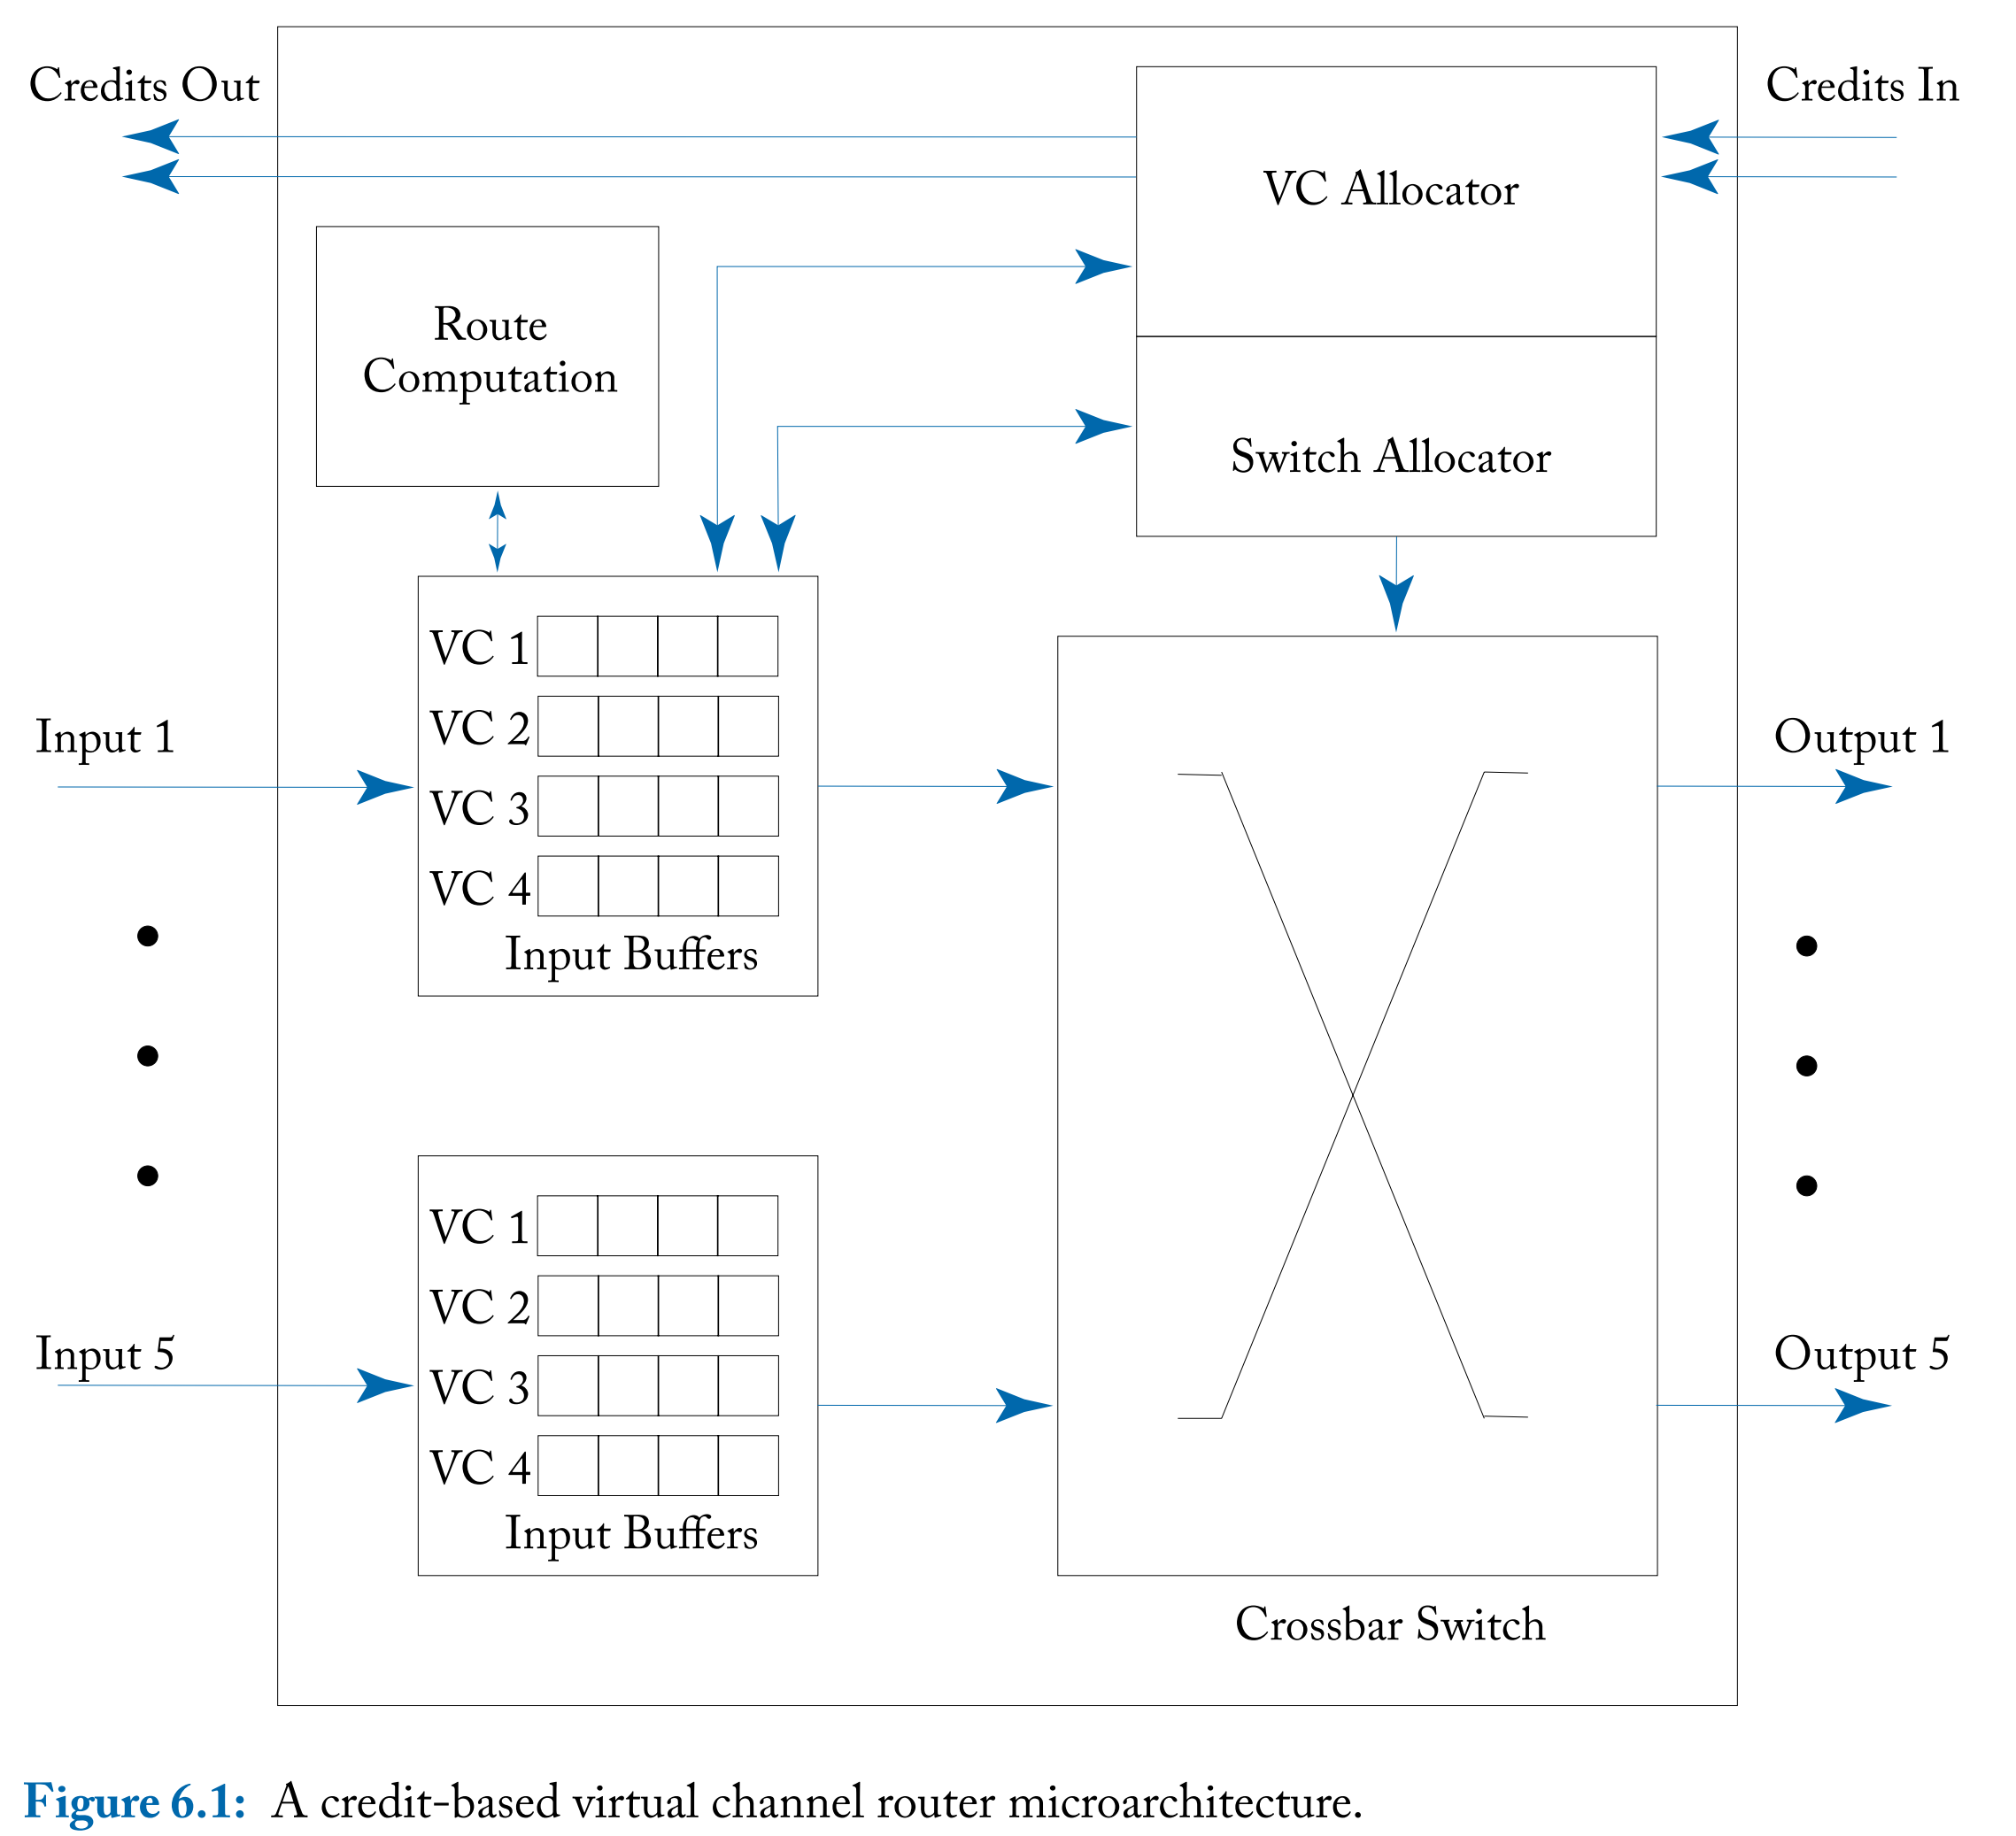 Credits Out
Credits In
VC Allocator
Route
Computation
Switch Allocator
VC 1
VC 2
Input 1
Output 1
VC 3
VC 4
Input Buffers
VC 1
VC 2
Input 5
Output 5
VC 3
VC 4
Input Buffers
Crossbar Switch
Figure 6.1: A credit-based virtual channel router microarchitecture.